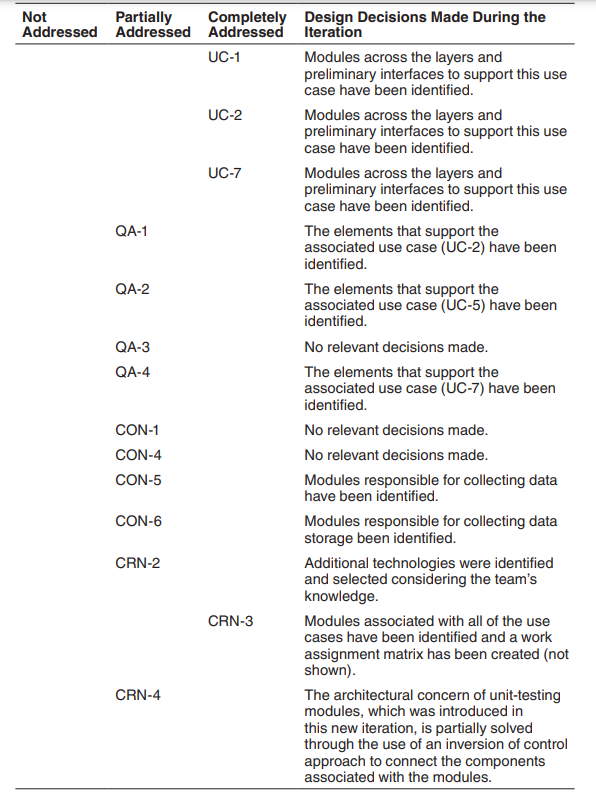 Not Addressed
Partially Addressed
Completely Addressed
Design Decisions Made During the Iteration
UC-1
Modules across the layers and
preliminary interfaces to support this use
case have been identified.
UC-2
Modules across the layers and
preliminary interfaces to support this use
case have been identified.
UC-7
Modules across the layers and
preliminary interfaces to support this use
case have been identified.
QA-1
The elements that support the
associated use case (UC-2) have been
identified.
QA-2
The elements that support the
associated use case (UC-5) have been
identified.
QA-3
No relevant decisions made.
QA-4
The elements that support the
associated use case (UC-7) have been
identified.
CON-1
No relevant decisions made.
CON-4
No relevant decisions made.
CON-5
Modules responsible for collecting data
have been identified.
CON-6
Modules responsible for collecting data
storage been identified.
CRN-2
Additional technologies were identified
and selected considering the team's
knowledge.
CRN-3
Modules associated with all of the use
cases have been identified and a work
assignment matrix has been created (not
shown).
CRN-4
The architectural concern of unit-testing
modules, which was introduced in
this new iteration, is partially solved
through the use of an inversion of control
approach to connect the components
associated with the modules.